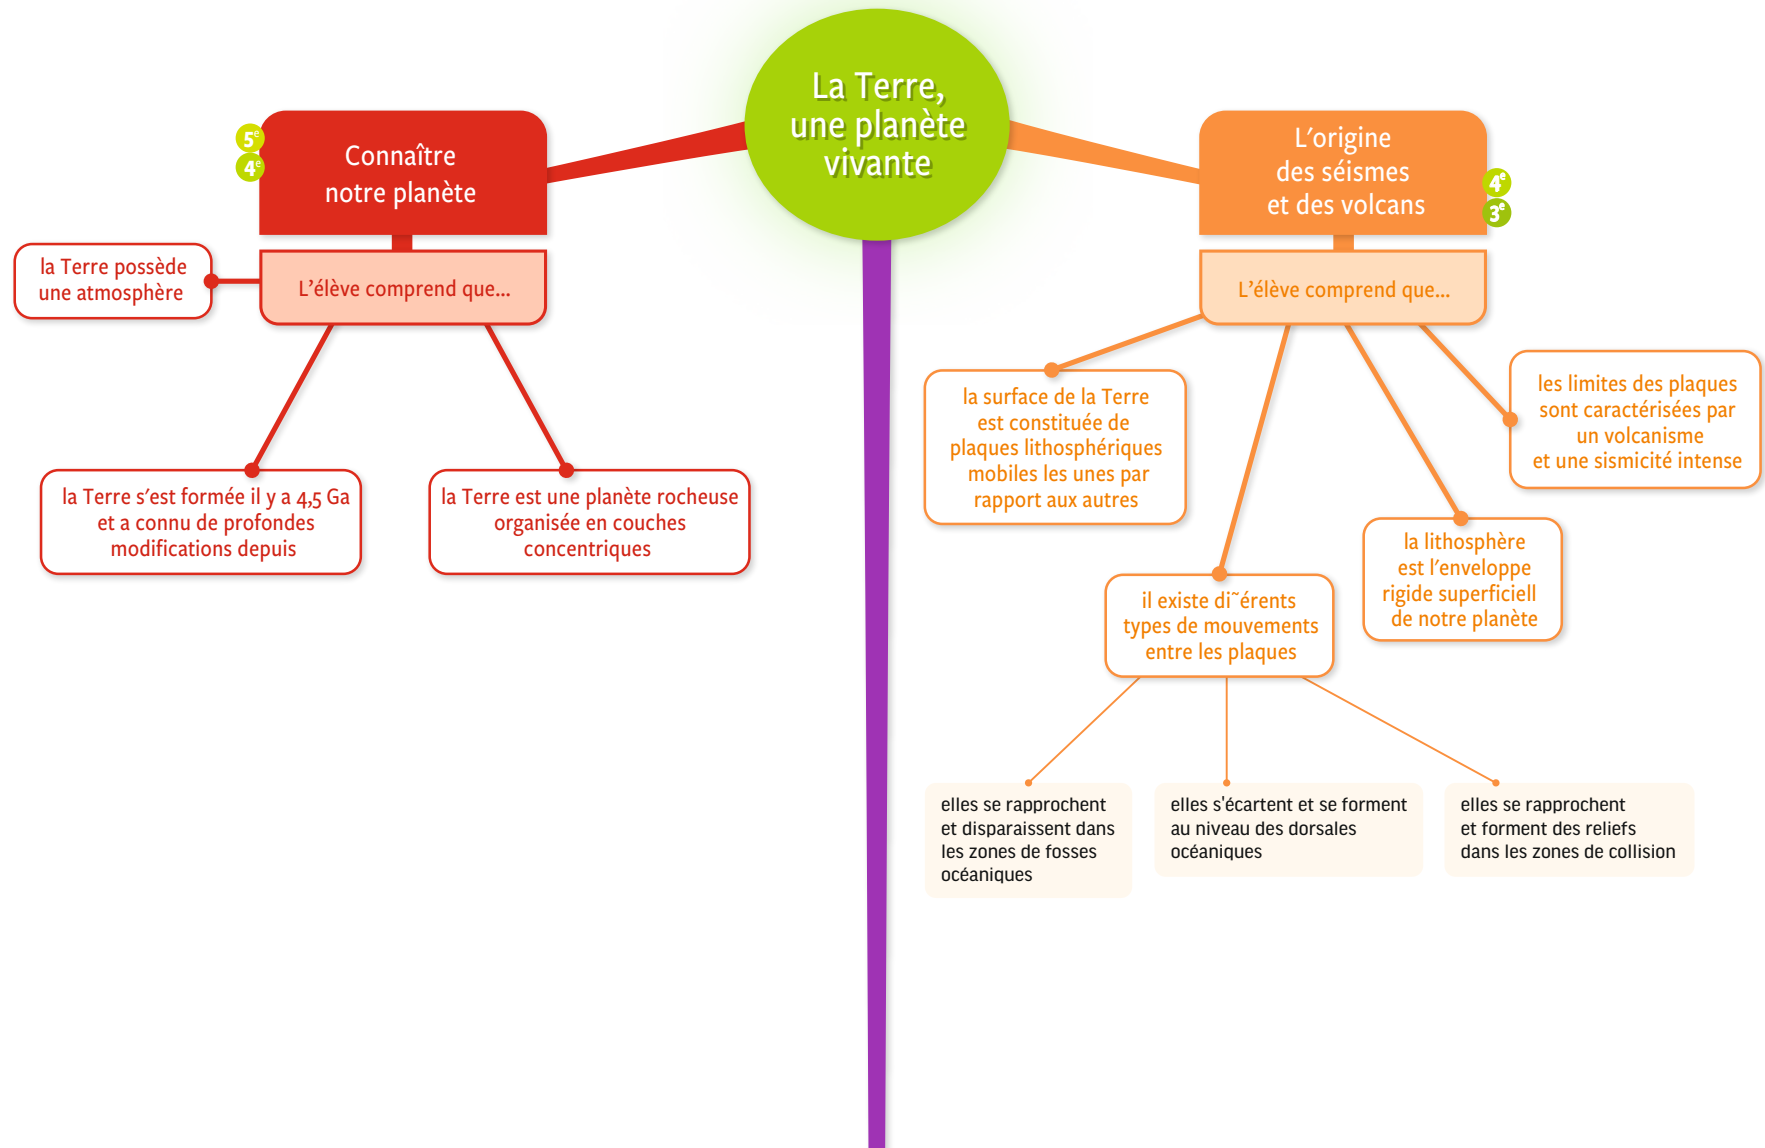 La Terre,
une planète
vivante
5e
4e
Connaître
notre planète
L'élève comprend que...
la Terre possède
une atmosphère
la Terre s'est formée il y a 4,5 Ga
et a connu de profondes
modifications depuis
la Terre est une planète rocheuse
organisée en couches
concentriques
L'origine
des séismes
et des volcans
4e
3e
L'élève comprend que...
la surface de la Terre
est constituée de
plaques lithosphériques
mobiles les unes par
rapport aux autres
il existe di˜érents
types de mouvements
entre les plaques
la lithosphère
est l'enveloppe
rigide superficiell
de notre planète
les limites des plaques
sont caractérisées par
un volcanisme
et une sismicité intense
elles se rapprochent
et disparaissent dans
les zones de fosses
océaniques
elles s'écartent et se forment
au niveau des dorsales
océaniques
elles se rapprochent
et forment des reliefs
dans les zones de collision